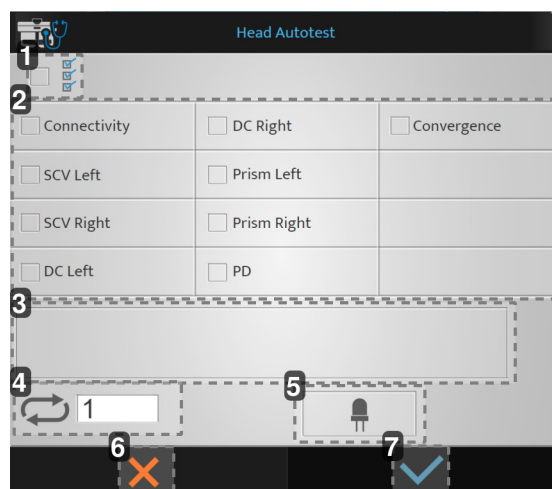 Head Autotest
1
2
Connectivity DC Right Convergence
SCV Left Prism Left
SCV Right Prism Right
DC Left PD
3
4 5
1
6 7